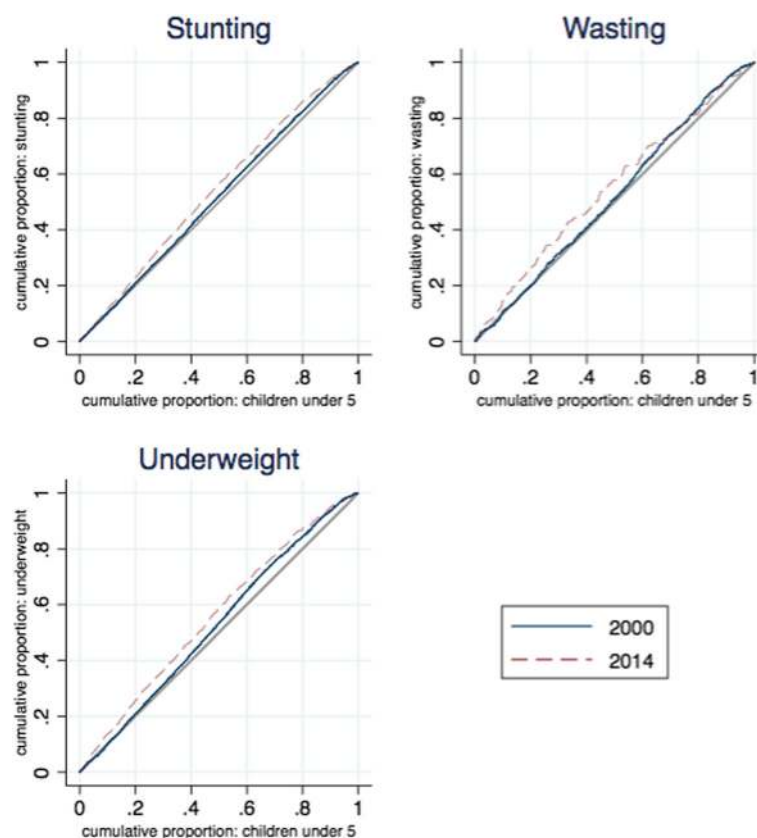 Stunting
cumulative proportion: stunting
0 .2 .4 .6 .8 1
0 .2 .4 .6 .8 1
cumulative proportion: children under 5
Wasting
cumulative proportion: wasting
0 .2 .4 .6 .8 1
0 .2 .4 .6 .8 1
cumulative proportion: children under 5
Underweight
cumulative proportion: underweight
0 .2 .4 .6 .8 1
0 .2 .4 .6 .8 1
cumulative proportion: children under 5
2000
2014